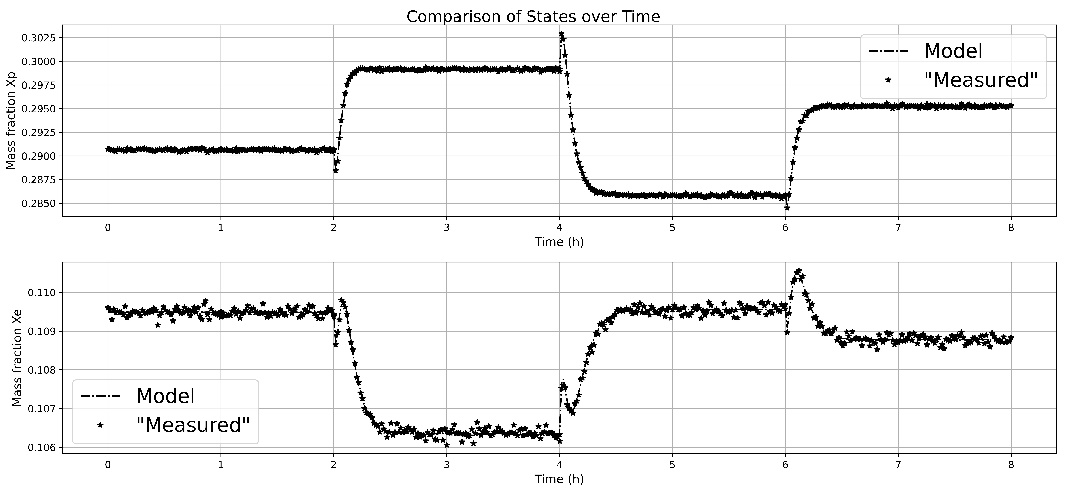 Comparison of States over Time
Mass fraction Xp
0.3025
0.3000
0.2975
0.2950
0.2925
0.2900
0.2875
0.2850
Model
"Measured"
0 1 2 3 4 5 6 7 8
Time (h)
Mass fraction Xe
0.110
0.109
0.108
0.107
0.106
Model
"Measured"
0 1 2 3 4 5 6 7 8
Time (h)